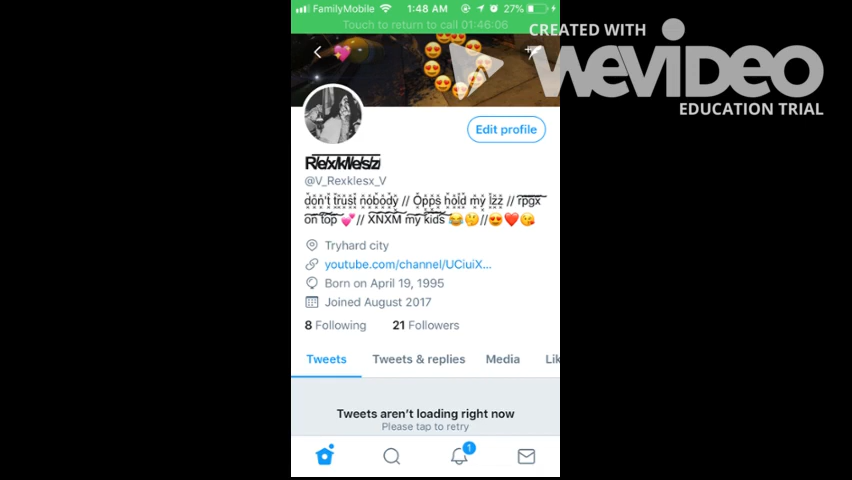 FamilyMobile 1:48 AM 27%
Touch to return to call 01:46:06
CREATED WITH
WEVIDEO
EDUCATION TRIAL
Edit profile
R̸e̸x̸k̸l̸e̸s̸z̸
@V_Rexklesx_V
dọn't trust nobody // Opps hold my lzz // rpgx
on top 💕// XNXM my kids 😂🤔//😍❤️😘
Tryhard city
youtube.com/channel/UCiuiX...
Born on April 19, 1995
Joined August 2017
8 Following 21 Followers
Tweets Tweets & replies Media Lik
Tweets aren't loading right now
Please tap to retry
1